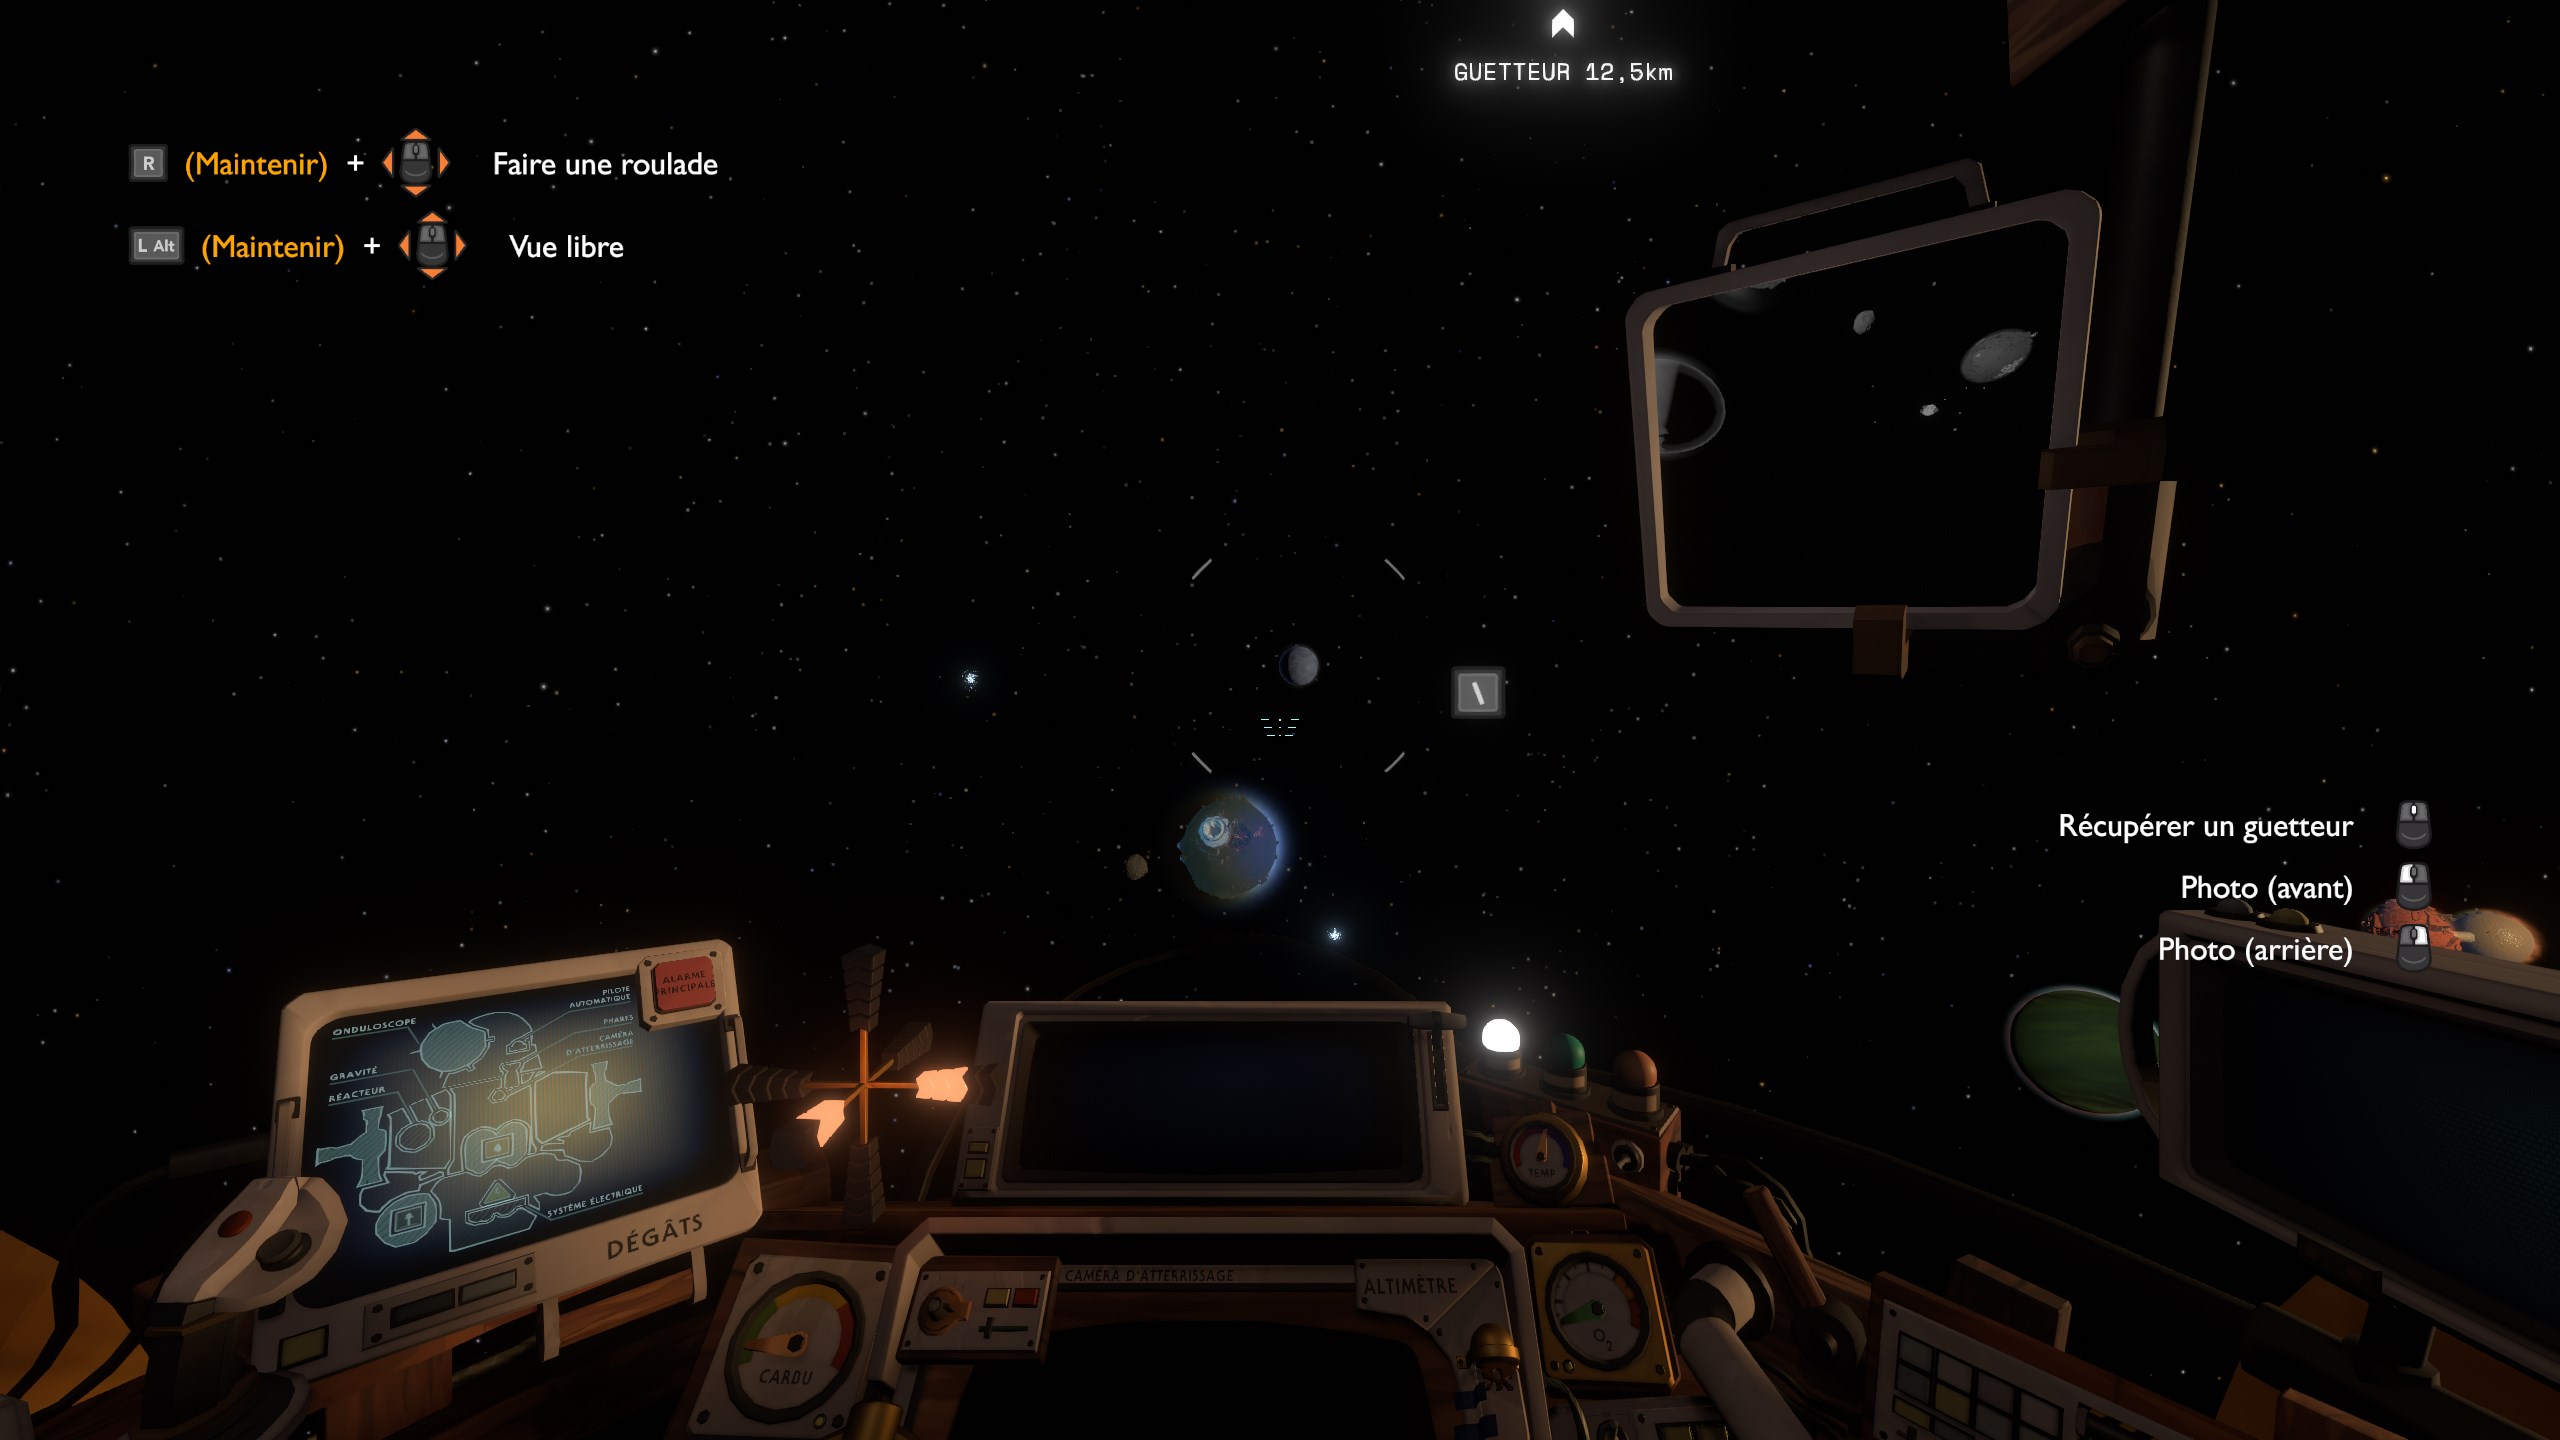 GUETTEUR 12,5km
R (Maintenir) + Faire une roulade
L Alt (Maintenir) + Vue libre
\
Récupérer un guetteur
Photo (avant)
Photo (arrière)
ALARME
PRINCIPALE
PILOTE
AUTOMATIQUE
ONDULOSCOPE
PHARES
CAMÉRA
D'ATTERRISSAGE
GRAVITÉ
RÉACTEUR
SYSTÈME ÉLECTRIQUE
DÉGÂTS
TEMP
CAMÉRA D'ATTERRISSAGE
ALTIMÈTRE
O2
CARBU